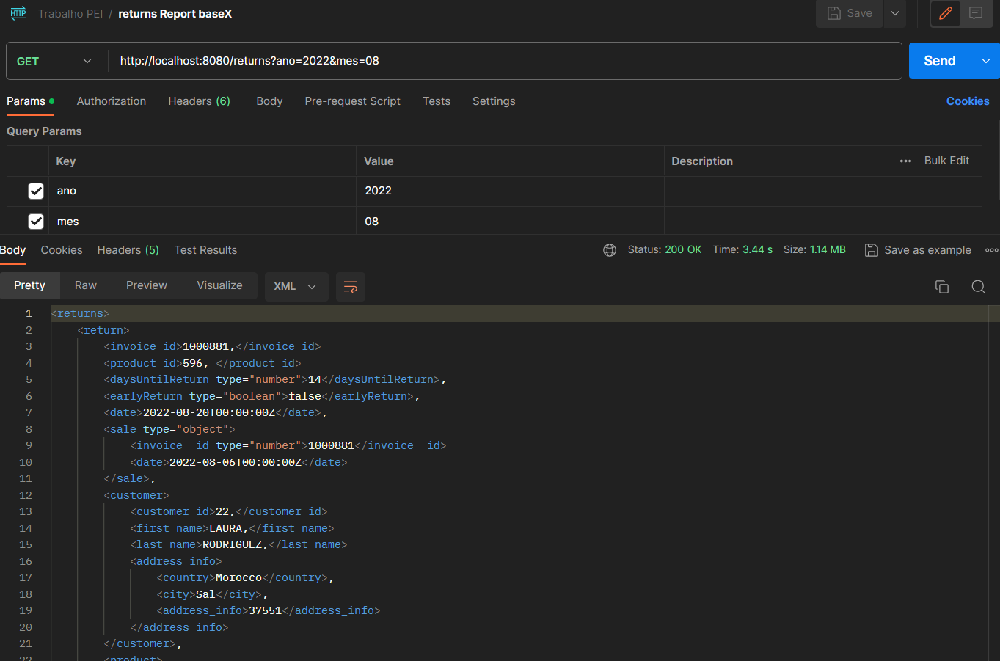 HTTP Trabalho PEI / returns Report baseX Save
GET http://localhost:8080/returns?ano=2022&mes=08 Send
Params Authorization Headers (6) Body Pre-request Script Tests Settings Cookies
Query Params
Key Value Description Bulk Edit
ano 2022
mes 08
Body Cookies Headers (5) Test Results Status: 200 OK Time: 3.44 s Size: 1.14 MB Save as example
Pretty Raw Preview Visualize XML
1 <returns>
2 <return>
3 <invoice_id>1000881,</invoice_id>
4 <product_id>596, </product_id>
5 <daysUntilReturn type="number">14</daysUntilReturn>,
6 <earlyReturn type="boolean">false</earlyReturn>,
7 <date>2022-08-20T00:00:00Z</date>,
8 <sale type="object">
9 <invoice__id type="number">1000881</invoice__id>
10 <date>2022-08-06T00:00:00Z</date>
11 </sale>,
12 <customer>
13 <customer_id>22,</customer_id>
14 <first_name>LAURA,</first_name>
15 <last_name>RODRIGUEZ,</last_name>
16 <address_info>
17 <country>Morocco</country>,
18 <city>Sal</city>,
19 <address_info>37551</address_info>
20 </address_info>
21 </customer>,
22 <product>